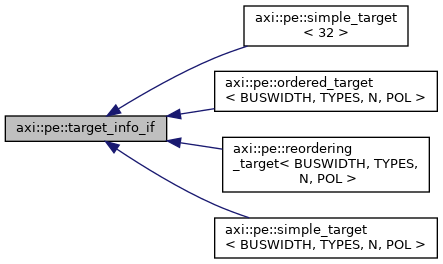 axi::pe::simple_target
< 32 >
axi::pe::ordered_target
< BUSWIDTH, TYPES, N, POL >
axi::pe::target_info_if
axi::pe::reordering
_target< BUSWIDTH, TYPES,
N, POL >
axi::pe::simple_target
< BUSWIDTH, TYPES, N, POL >